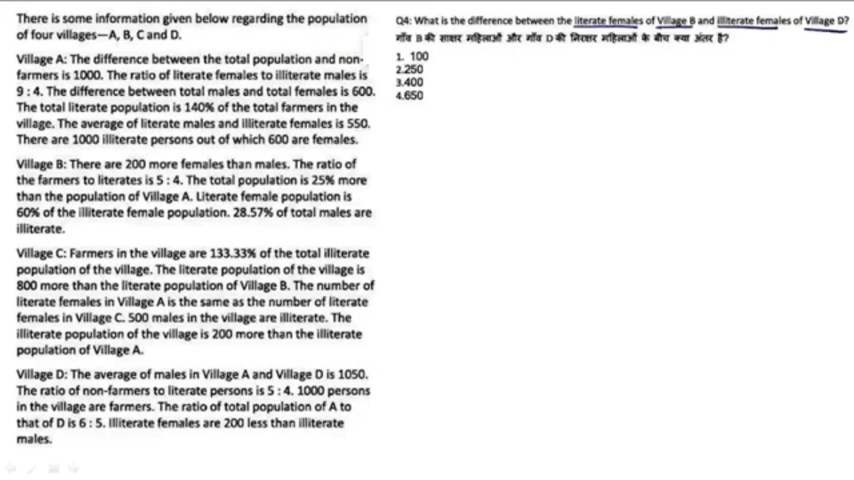 There is some information given below regarding the population
of four villages—A, B, C and D.
Village A: The difference between the total population and non-
farmers is 1000. The ratio of literate females to illiterate males is
9 : 4. The difference between total males and total females is 600.
The total literate population is 140% of the total farmers in the
village. The average of literate males and illiterate females is 550.
There are 1000 illiterate persons out of which 600 are females.
Village B: There are 200 more females than males. The ratio of
the farmers to literates is 5 : 4. The total population is 25% more
than the population of Village A. Literate female population is
60% of the illiterate female population. 28.57% of total males are
illiterate.
Village C: Farmers in the village are 133.33% of the total illiterate
population of the village. The literate population of the village is
800 more than the literate population of Village B. The number of
literate females in Village A is the same as the number of literate
females in Village C. 500 males in the village are illiterate. The
illiterate population of the village is 200 more than the illiterate
population of Village A.
Village D: The average of males in Village A and Village D is 1050.
The ratio of non-farmers to literate persons is 5 : 4. 1000 persons
in the village are farmers. The ratio of total population of A to
that of D is 6 : 5. Illiterate females are 200 less than illiterate
males.
Q4: What is the difference between the literate females of Village B and illiterate females of Village D?
गाँव B की साक्षर महिलाओं और गाँव D की निरक्षर महिलाओं के बीच क्या अंतर है?
1. 100
2.250
3.400
4.650